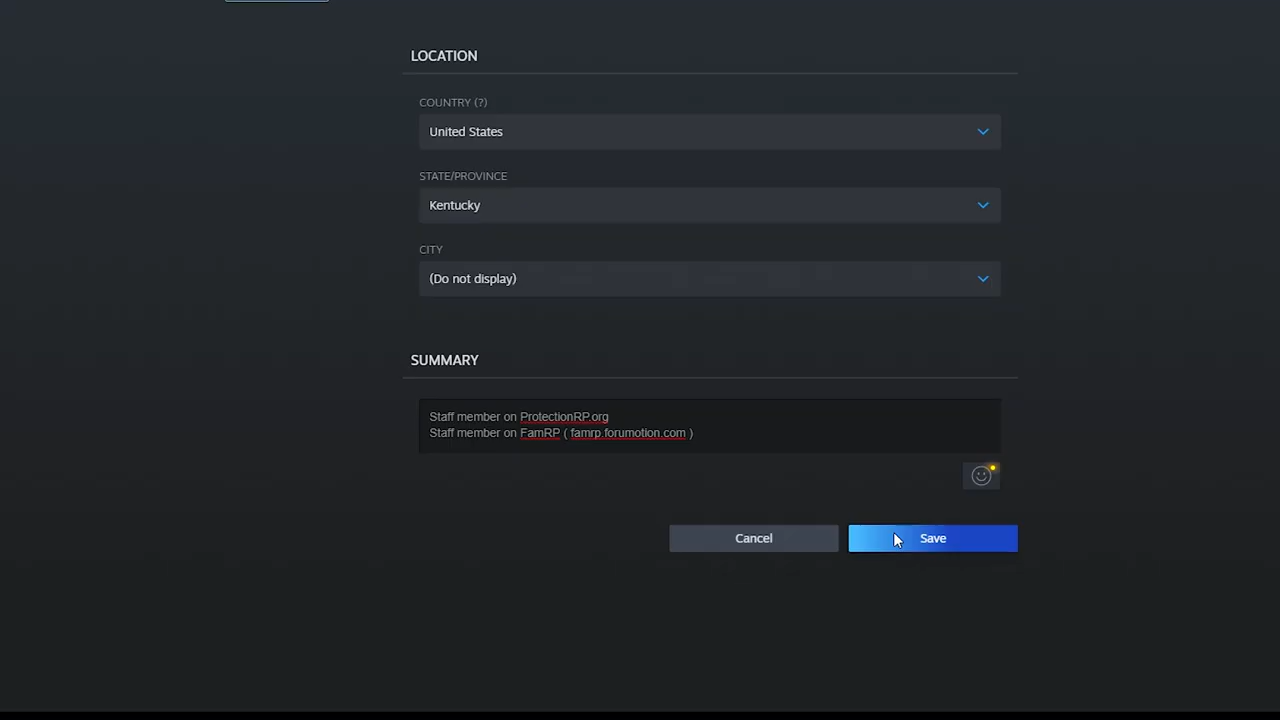 LOCATION
COUNTRY (?)
United States
STATE/PROVINCE
Kentucky
CITY
(Do not display)
SUMMARY
Staff member on ProtectionRP.org
Staff member on FamRP ( famrp.forumotion.com )
Cancel
Save